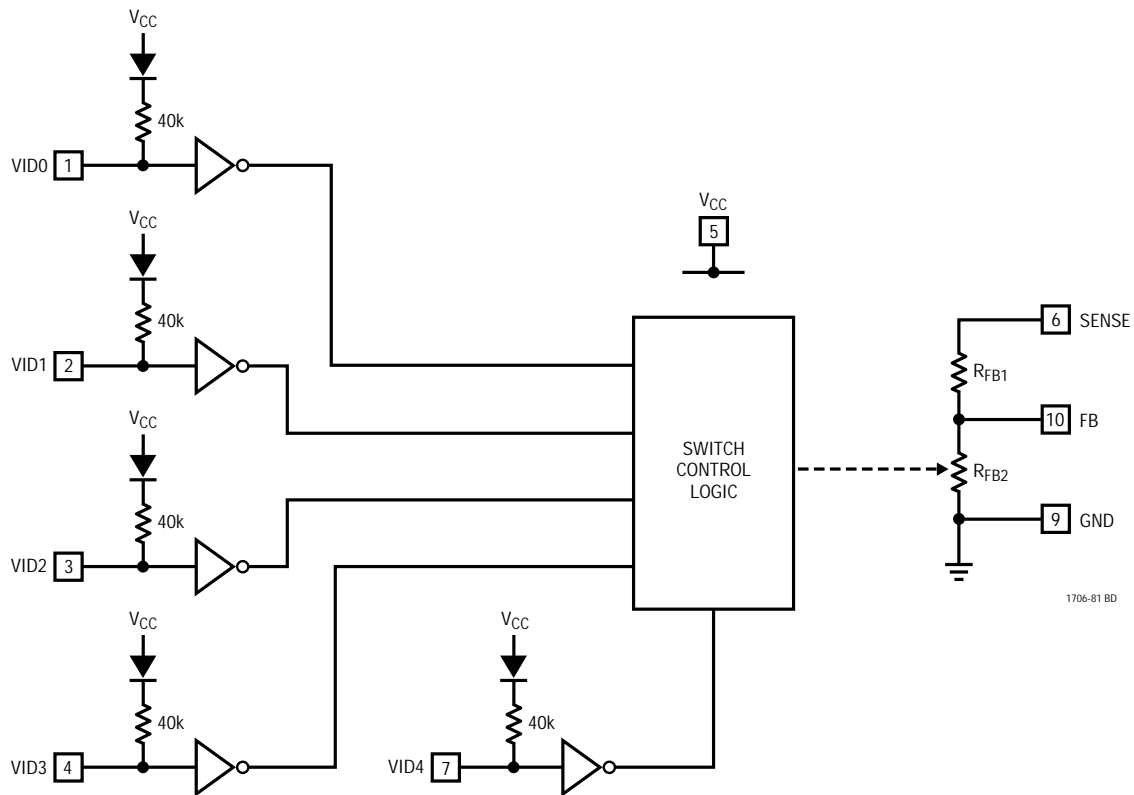 VCC
40k
VID0 1
VCC
5
VCC
40k
VID1 2
6 SENSE
RFB1
10 FB
VCC
40k
VID2 3
SWITCH
CONTROL
LOGIC
RFB2
9 GND
1706-81 BD
VCC
40k
VID3 4
VCC
40k
VID4 7